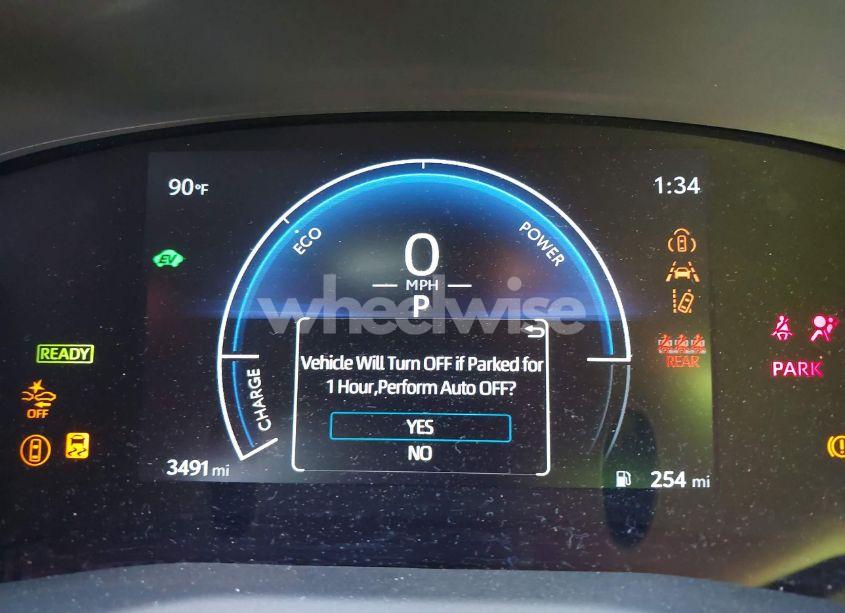 90°F
1:34
ECO
POWER
0
MPH
P
EV
wheelwise
READY
REAR
PARK
OFF
CHARGE
Vehicle Will Turn OFF if Parked for
1 Hour,Perform Auto OFF?
YES
NO
3491 mi
254 mi